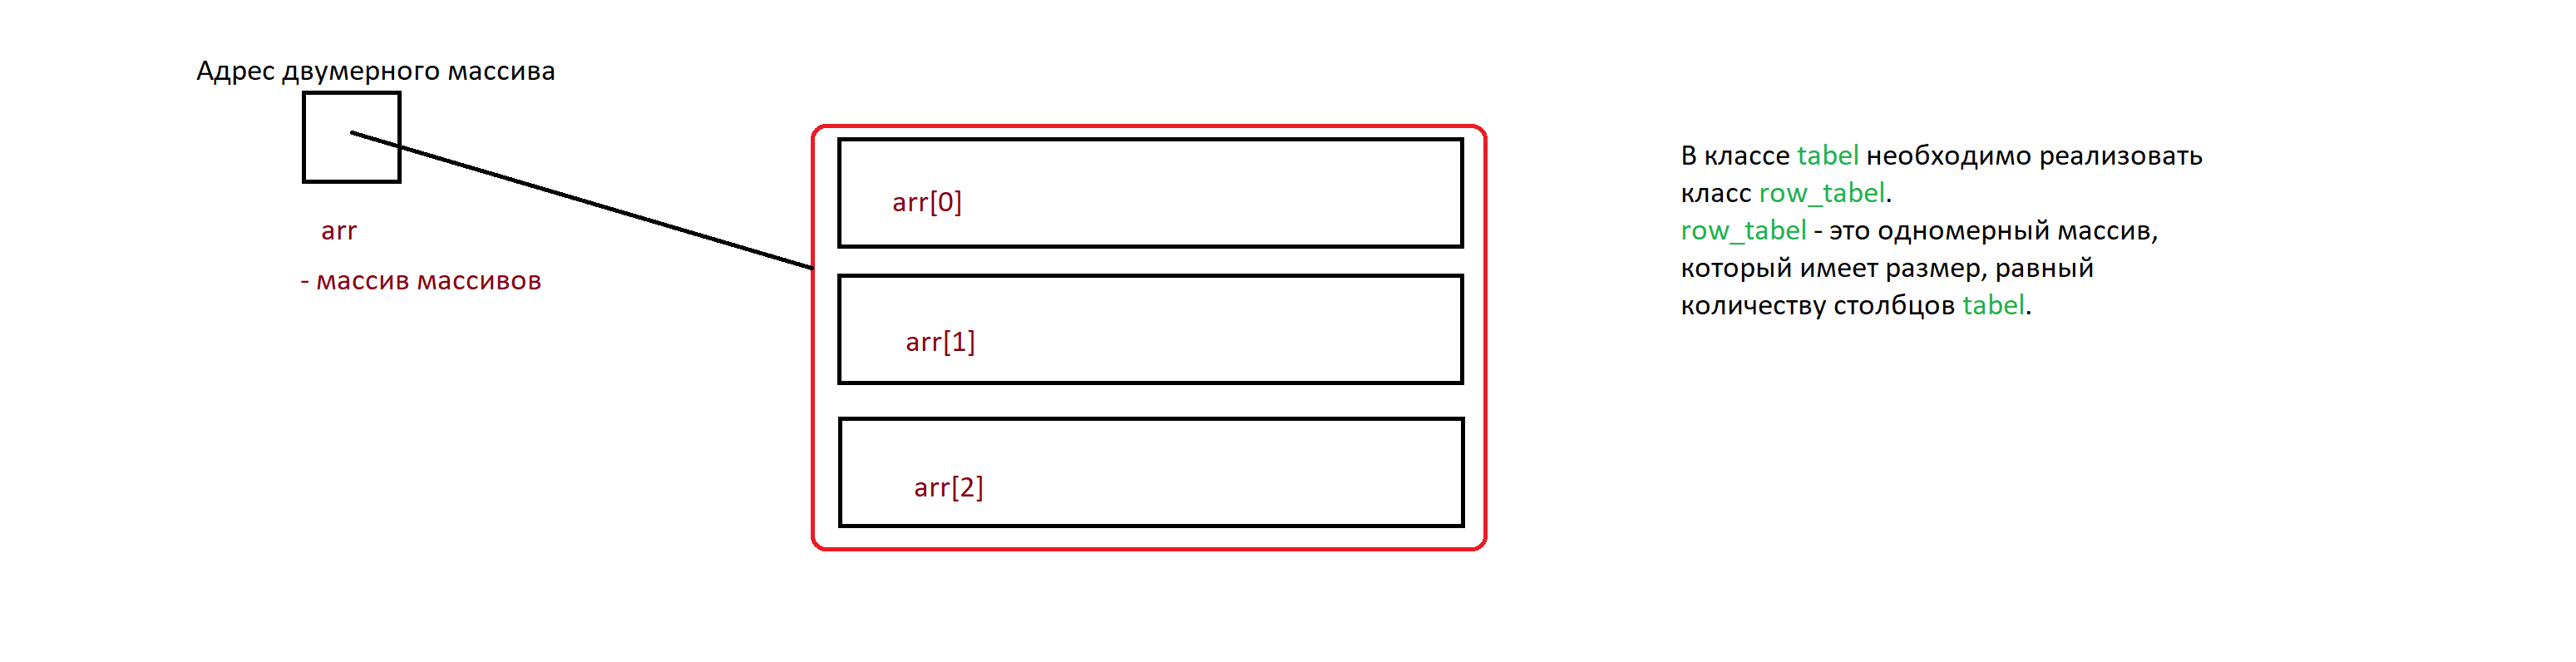 Адрес двумерного массива
arr
- массив массивов
arr[0]
arr[1]
arr[2]
В классе tabel необходимо реализовать
класс row_tabel.
row_tabel - это одномерный массив,
который имеет размер, равный
количеству столбцов tabel.